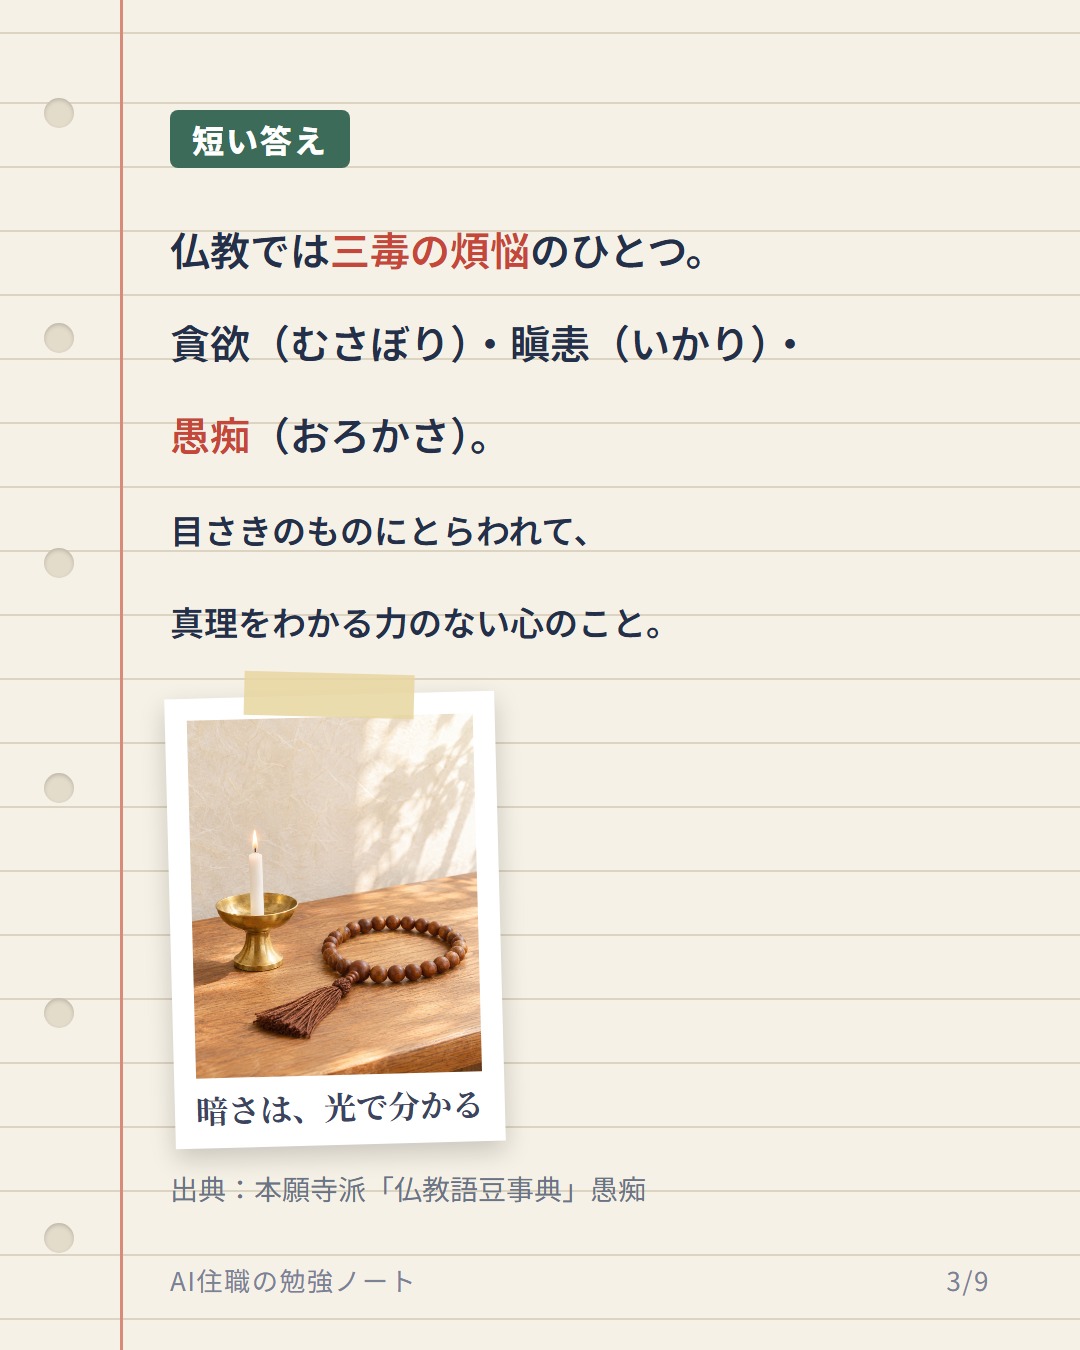 短い答え
仏教では三毒の煩悩のひとつ。
貪欲（むさぼり）・瞋恚（いかり）・
愚痴（おろかさ）。
目さきのものにとらわれて、
真理をわかる力のない心のこと。
暗さは、光で分かる
出典：本願寺派「仏教語豆事典」愚痴
AI住職の勉強ノート
3/9